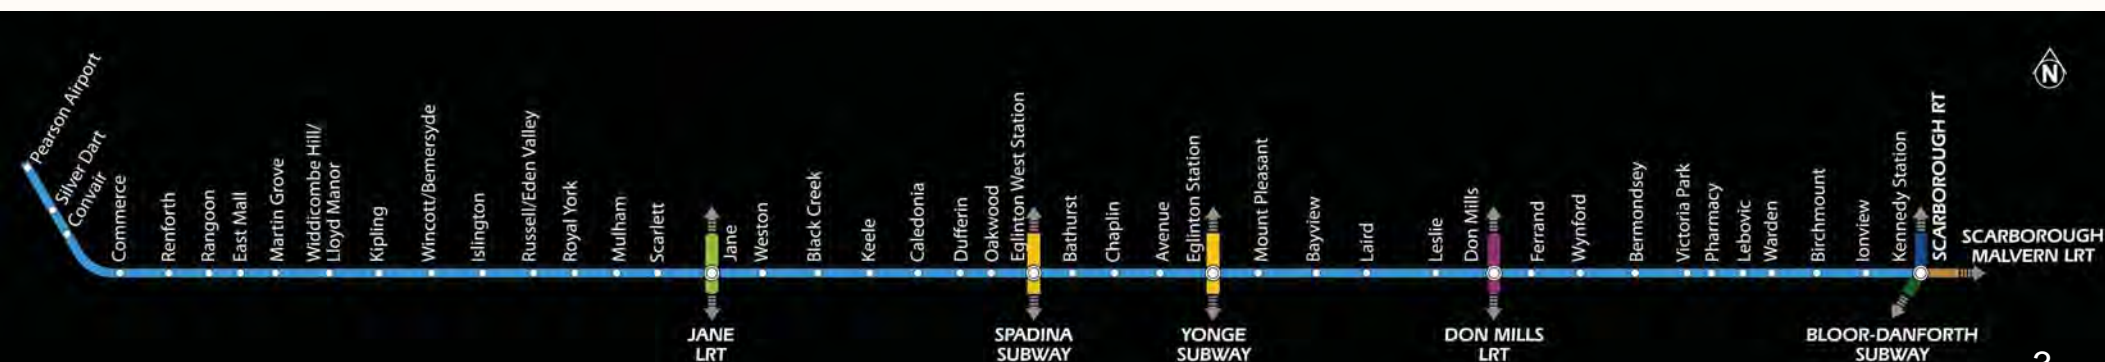 Pearson Airport
Silver Dart
Convair
Commerce
Renforth
Rangoon
East Mall
Martin Grove
Widdicombe Hill/
Lloyd Manor
Kipling
Wincott/Bemersyde
Islington
Russell/Eden Valley
Royal York
Mulham
Scarlett
Jane
Weston
Black Creek
Keele
Caledonia
Dufferin
Oakwood
Eglinton West Station
Bathurst
Chaplin
Avenue
Eglinton Station
Mount Pleasant
Bayview
Laird
Leslie
Don Mills
Ferrand
Wynford
Bermondsey
Victoria Park
Pharmacy
Lebovic
Warden
Birchmount
Ionview
Kennedy Station
SCARBOROUGH RT
N
SCARBOROUGH
MALVERN LRT
JANE
LRT
SPADINA
SUBWAY
YONGE
SUBWAY
DON MILLS
LRT
BLOOR-DANFORTH
SUBWAY